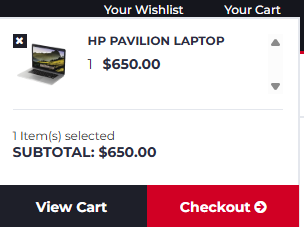 Your Wishlist Your Cart
HP PAVILION LAPTOP
1 $650.00
1 Item(s) selected
SUBTOTAL: $650.00
View Cart Checkout